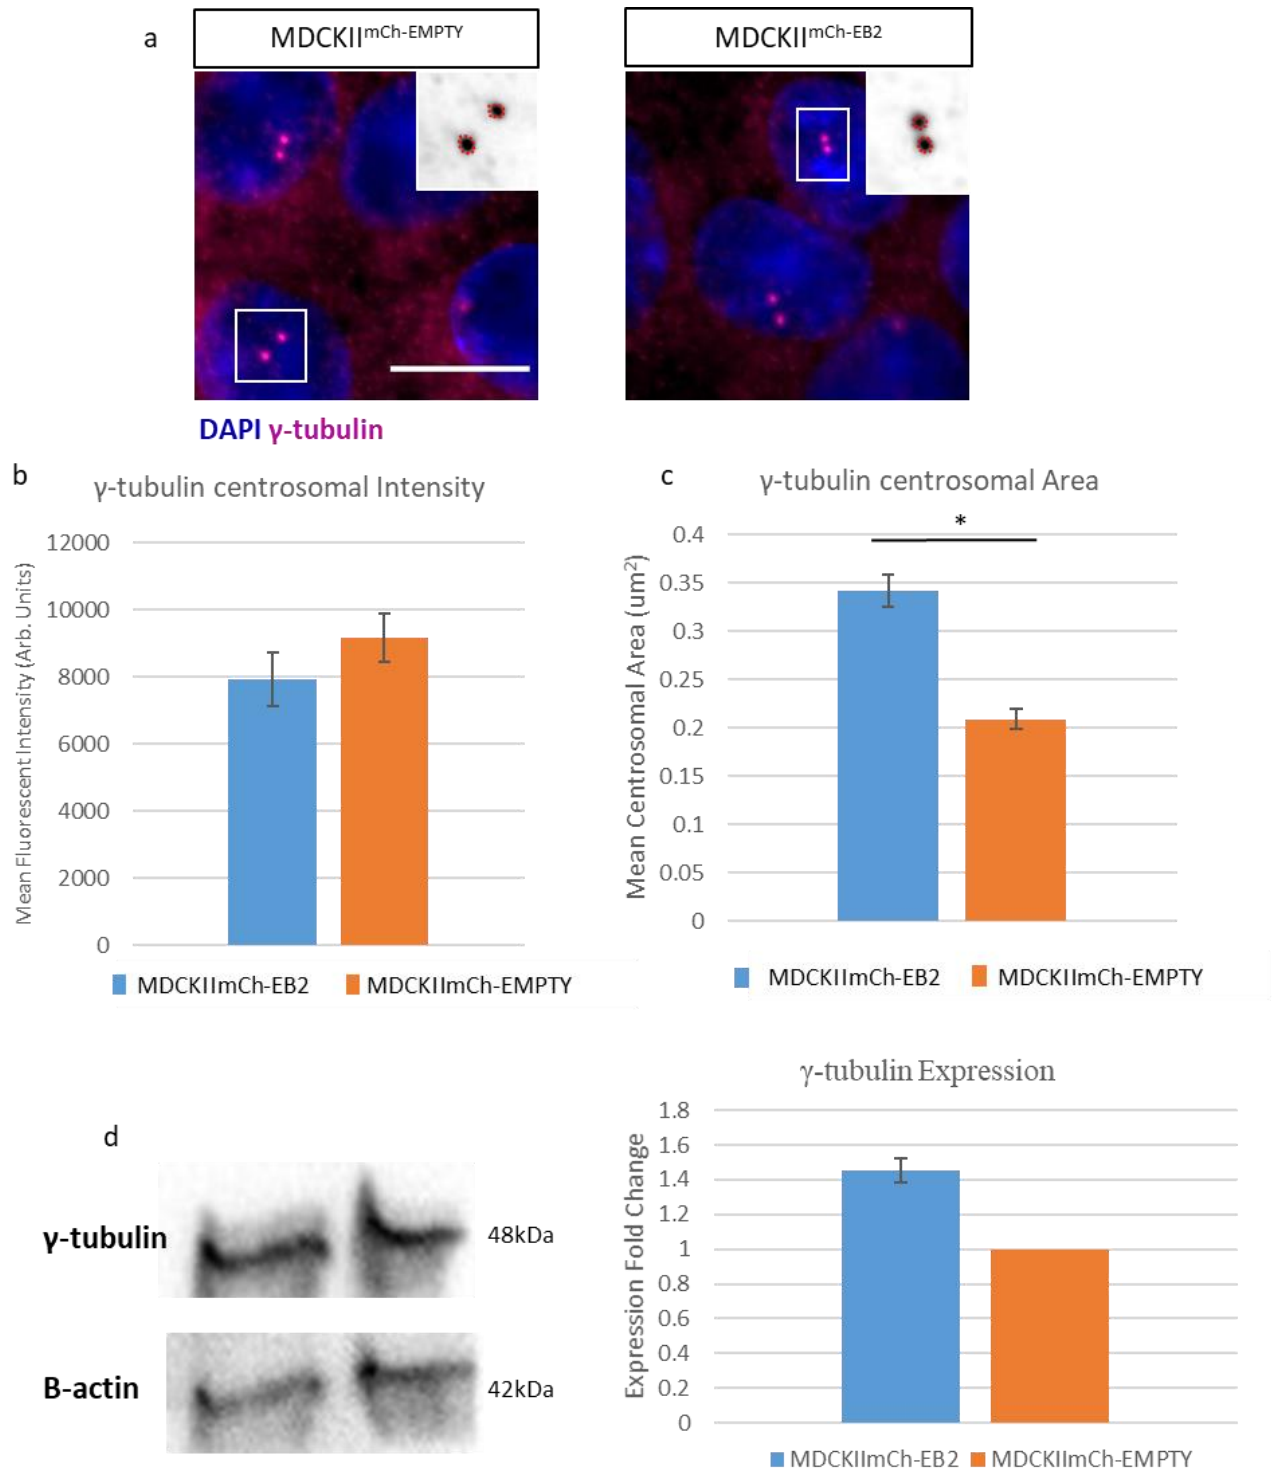 a
MDCKII^mCh-EMPTY
MDCKII^mCh-EB2
DAPI γ-tubulin
b
γ-tubulin centrosomal Intensity
Mean Fluorescent Intensity (Arb. Units)
12000
10000
8000
6000
4000
2000
0
MDCKIImCh-EB2 MDCKIImCh-EMPTY
c
γ-tubulin centrosomal Area
*
Mean Centrosomal Area (um²)
0.4
0.35
0.3
0.25
0.2
0.15
0.1
0.05
0
MDCKIImCh-EB2 MDCKIImCh-EMPTY
d
γ-tubulin
48kDa
B-actin
42kDa
γ-tubulin Expression
Expression Fold Change
1.8
1.6
1.4
1.2
1
0.8
0.6
0.4
0.2
0
MDCKIImCh-EB2 MDCKIImCh-EMPTY